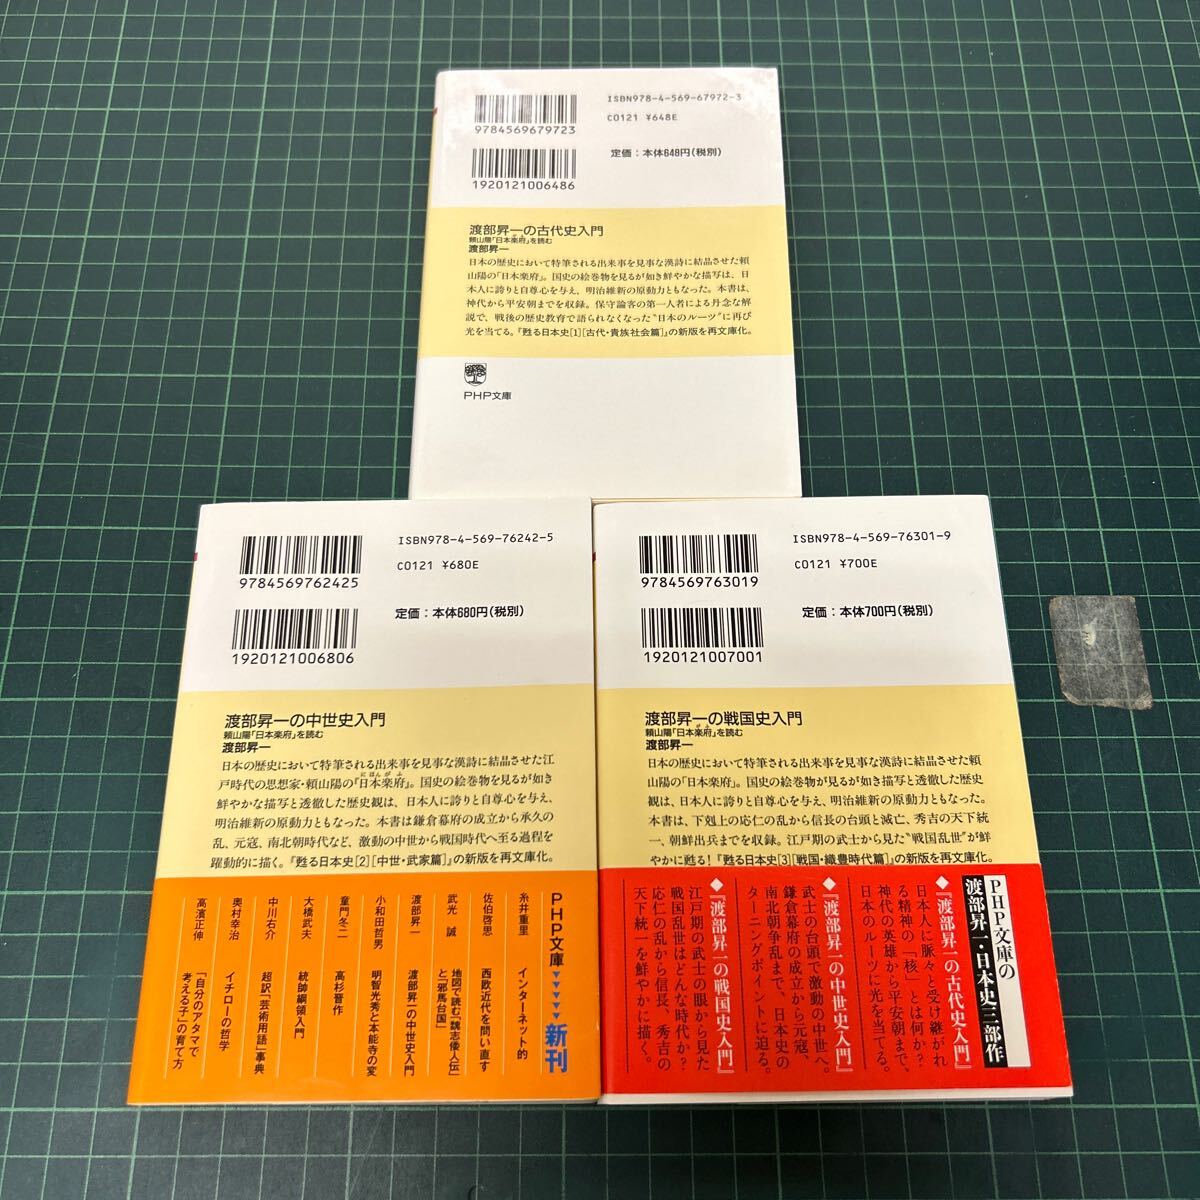 ISBN978-4-569-67972-3
C0121 ¥648E
9784569679723
定価：本体648円(税別)
1920121006486
渡部昇一の古代史入門
頼山陽「日本楽府」を読む
渡部昇一
日本の歴史において特筆される出来事を見事な漢詩に結晶させた頼
山陽の「日本楽府」。国史の絵巻物を見るが如き鮮やかな描写は、日
本人に誇りと自尊心を与え、明治維新の原動力ともなった。本書は、
神代から平安朝までを収録。保守論客の第一人者による丹念な解
説で、戦後の歴史教育で語られなくなった“日本のルーツ”に再び
光を当てる。『甦る日本史[1][古代・貴族社会篇]』の新版を再文庫化。
PHP文庫
ISBN978-4-569-76242-5
C0121 ¥680E
9784569762425
定価：本体680円(税別)
1920121006806
渡部昇一の中世史入門
頼山陽「日本楽府」を読む
渡部昇一
日本の歴史において特筆される出来事を見事な漢詩に結晶させた江
戸時代の思想家・頼山陽の「日本楽府」。国史の絵巻物を見るが如き
にほんがふ
鮮やかな描写と透徹した歴史観は、日本人に誇りと自尊心を与え、
明治維新の原動力ともなった。本書は鎌倉幕府の成立から承久の
乱、元寇、南北朝時代など、激動の中世から戦国時代へ至る過程を
躍動的に描く。『甦る日本史[2][中世・武家篇]』の新版を再文庫化。
PHP文庫▼▼▼▼▼新刊
糸井重里 インターネット的
佐伯啓思 西欧近代を問い直す
武光 誠 地図で読む「魏志倭人伝」と「邪馬台国」
渡部昇一 渡部昇一の中世史入門
小和田哲男 明智光秀と本能寺の変
童門冬二 高杉晋作
大橋武夫 統帥綱領入門
中川右介 超訳「芸術用語」事典
奥村幸治 イチローの哲学
高濱正伸 「自分のアタマで考える子」の育て方
ISBN978-4-569-76301-9
C0121 ¥700E
9784569763019
定価：本体700円(税別)
1920121007001
渡部昇一の戦国史入門
頼山陽「日本楽府」を読む
渡部昇一
日本の歴史において特筆される出来事を見事な漢詩に結晶させた頼
山陽の「日本楽府」。国史の絵巻物が見るが如き描写と透徹した歴史
観は、日本人に誇りと自尊心を与え、明治維新の原動力ともなった。
本書は、下剋上の応仁の乱から信長の台頭と滅亡、秀吉の天下統
一、朝鮮出兵までを収録。江戸期の武士から見た“戦国乱世”が鮮
やかに甦る！『甦る日本史[3][戦国・織豊時代篇]』の新版を再文庫化。
PHP文庫の
渡部昇一・日本史三部作
◆『渡部昇一の古代史入門』
日本人に脈々と受け継がれ
る精神の「核」とは何か？
神代の英雄から平安朝まで、
日本のルーツに光を当てる。
◆『渡部昇一の中世史入門』
武士の台頭で激動の中世へ。
鎌倉幕府の成立から元寇、
南北朝争乱まで、日本史の
ターニングポイントに迫る。
◆『渡部昇一の戦国史入門』
江戸期の武士の眼から見た
戦国乱世はどんな時代か？
応仁の乱から信長、秀吉の
天下統一を鮮やかに描く。